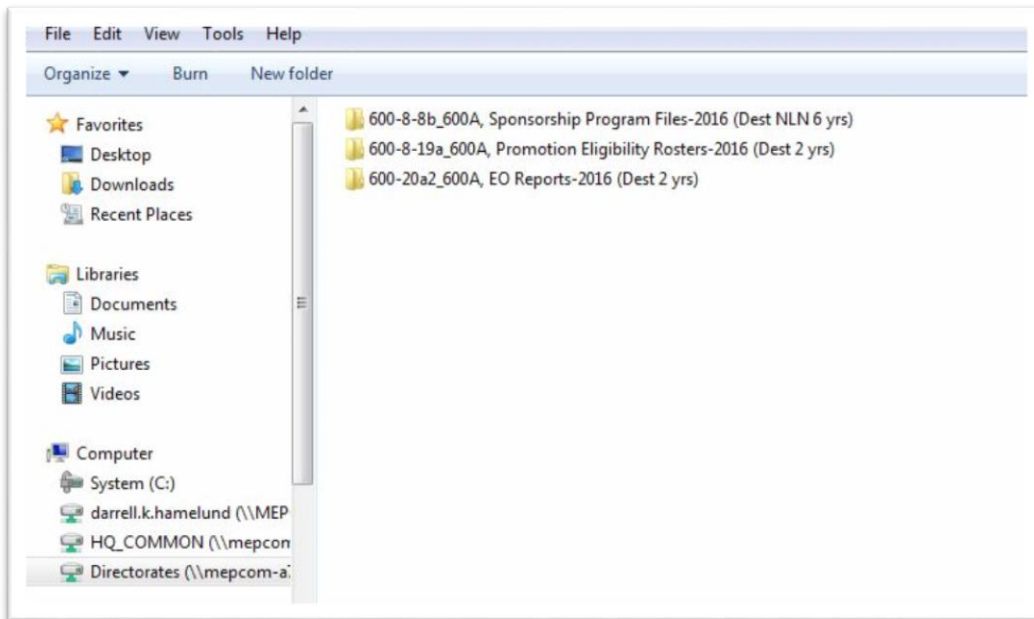 File Edit View Tools Help
Organize Burn New folder
Favorites
Desktop
Downloads
Recent Places
Libraries
Documents
Music
Pictures
Videos
Computer
System (C:)
darrell.k.hamelund (\\MEP
HQ_COMMON (\\mepcom
Directorates (\\mepcom-a
600-8-8b_600A, Sponsorship Program Files-2016 (Dest NLN 6 yrs)
600-8-19a_600A, Promotion Eligibility Rosters-2016 (Dest 2 yrs)
600-20a2_600A, EO Reports-2016 (Dest 2 yrs)